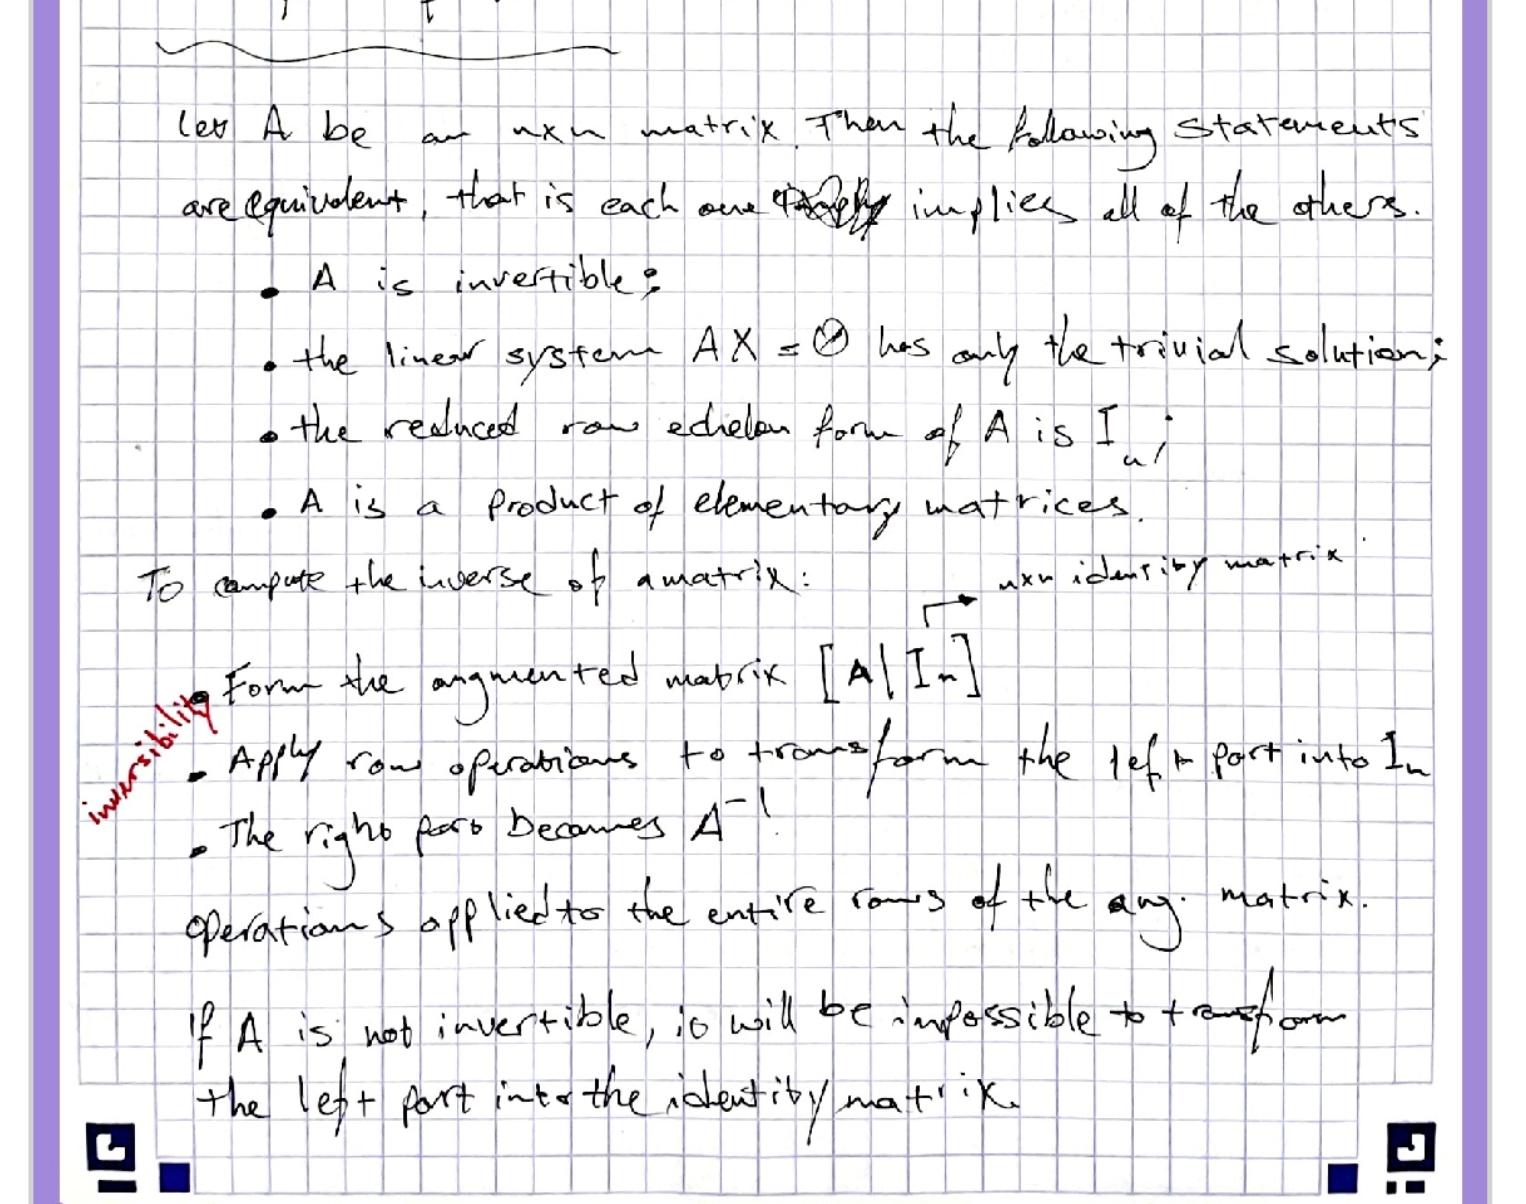 Let A be an nxn matrix. Then the following statements
are equivalent, that is each one implies all of the others.
• A is invertible;
• the linear system AX = 0 has only the trivial solution;
• the reduced row echelon form of A is Iₙ;
• A is a product of elementary matrices.
To compute the inverse of a matrix:
nxn identity matrix
• Form the augmented matrix [A|Iₙ]
inversibility
• Apply row operations to transform the left part into Iₙ
• The right part becomes A⁻¹.
operations applied to the entire rows of the aug. matrix.
If A is not invertible, it will be impossible to transform
the left part into the identity matrix.